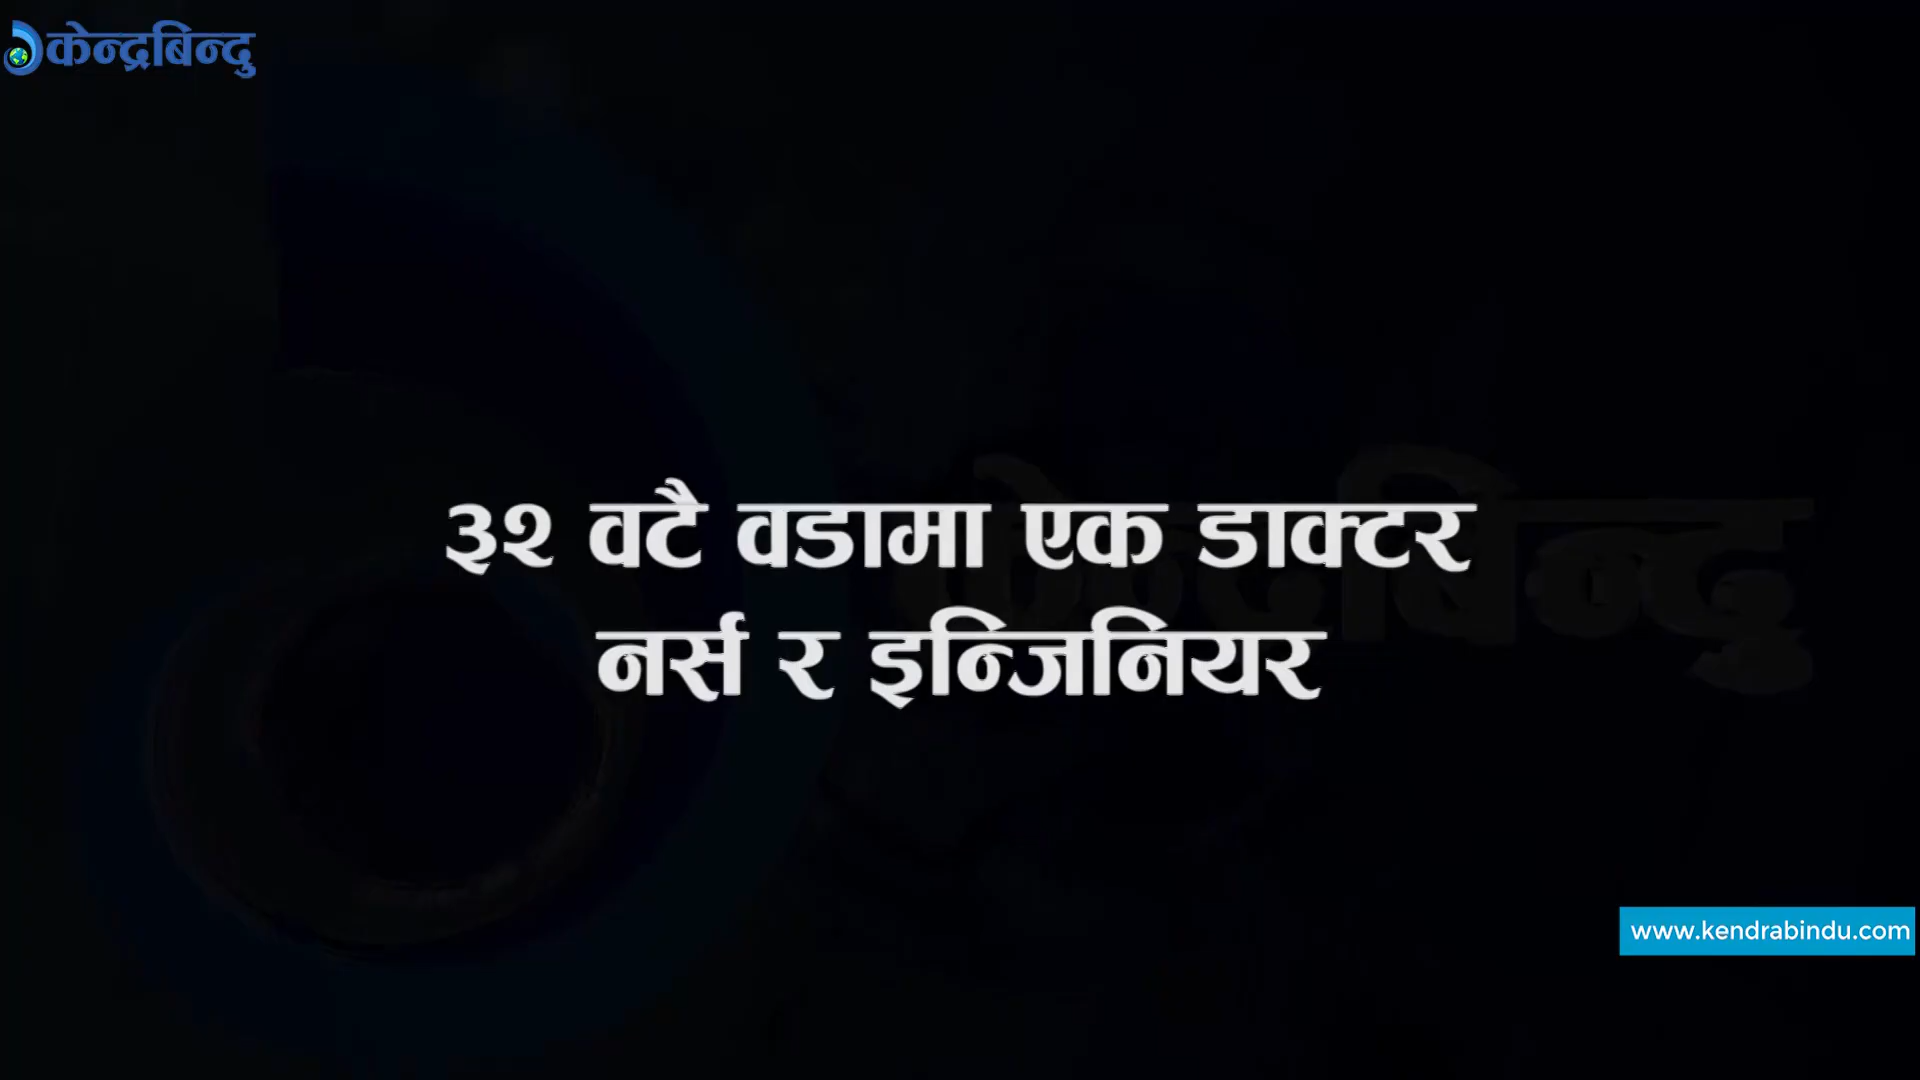 केन्द्रबिन्दु
३२ वटै वडामा एक डाक्टर
नर्स र इन्जिनियर
www.kendrabindu.com